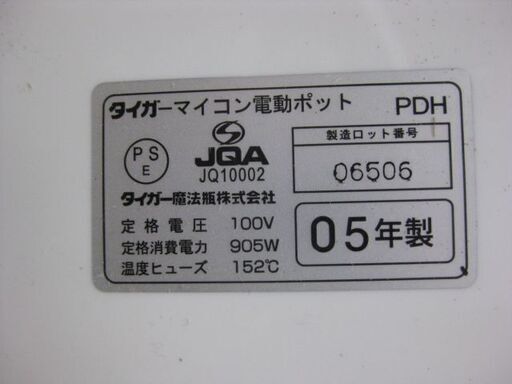 タイガーマイコン電動ポット PDH
PS
E
JQA
JQ10002
製造ロット番号
06506
タイガー魔法瓶株式会社
定格電圧 100V
定格消費電力 905W
温度ヒューズ 152℃
05年製